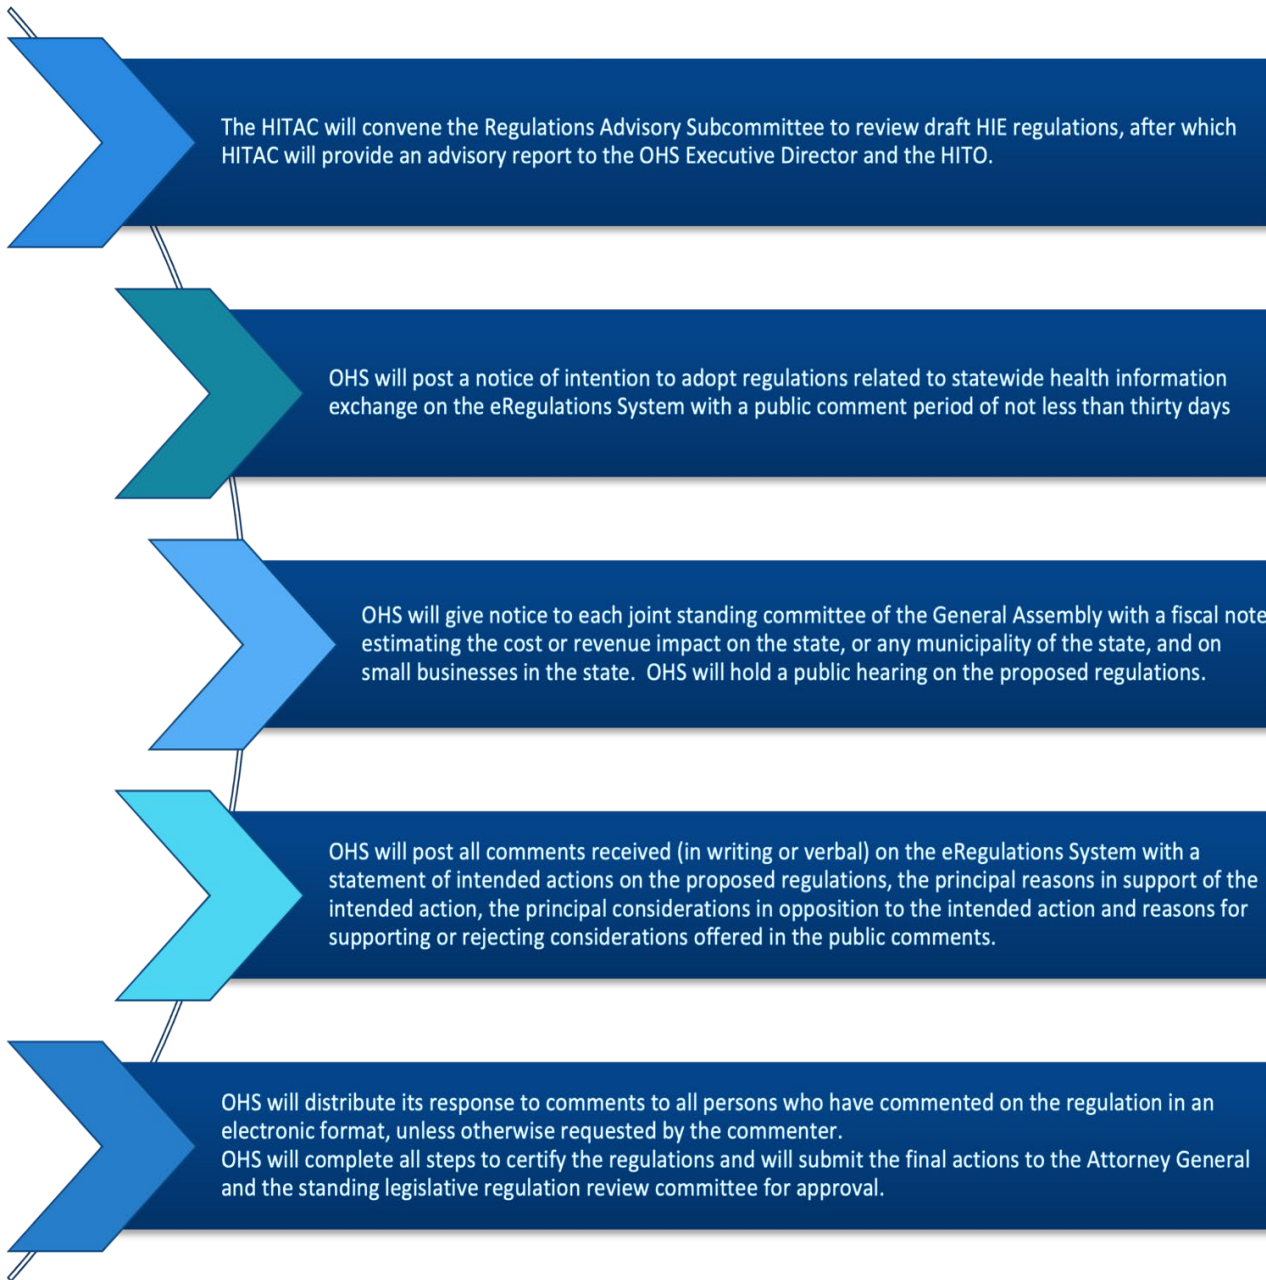 The HITAC will convene the Regulations Advisory Subcommittee to review draft HIE regulations, after which
HITAC will provide an advisory report to the OHS Executive Director and the HITO.
OHS will post a notice of intention to adopt regulations related to statewide health information
exchange on the eRegulations System with a public comment period of not less than thirty days
OHS will give notice to each joint standing committee of the General Assembly with a fiscal note
estimating the cost or revenue impact on the state, or any municipality of the state, and on
small businesses in the state.  OHS will hold a public hearing on the proposed regulations.
OHS will post all comments received (in writing or verbal) on the eRegulations System with a
statement of intended actions on the proposed regulations, the principal reasons in support of the
intended action, the principal considerations in opposition to the intended action and reasons for
supporting or rejecting considerations offered in the public comments.
OHS will distribute its response to comments to all persons who have commented on the regulation in an
electronic format, unless otherwise requested by the commenter.
OHS will complete all steps to certify the regulations and will submit the final actions to the Attorney General
and the standing legislative regulation review committee for approval.